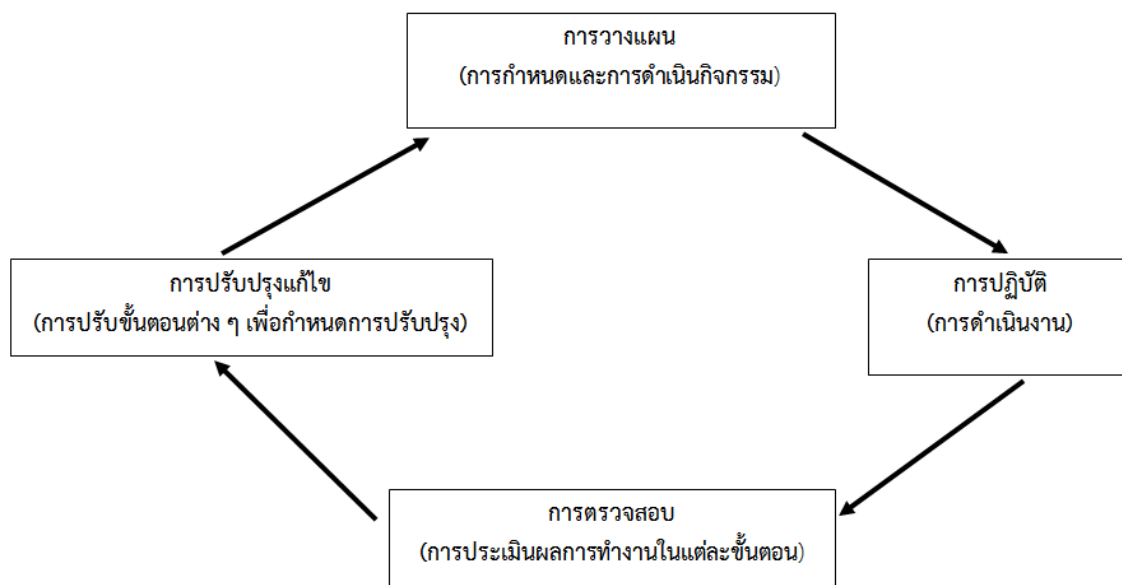 การวางแผน
(การกำหนดและการดำเนินกิจกรรม)
การปฏิบัติ
(การดำเนินงาน)
การตรวจสอบ
(การประเมินผลการทำงานในแต่ละขั้นตอน)
การปรับปรุงแก้ไข
(การปรับขั้นตอนต่าง ๆ เพื่อกำหนดการปรับปรุง)